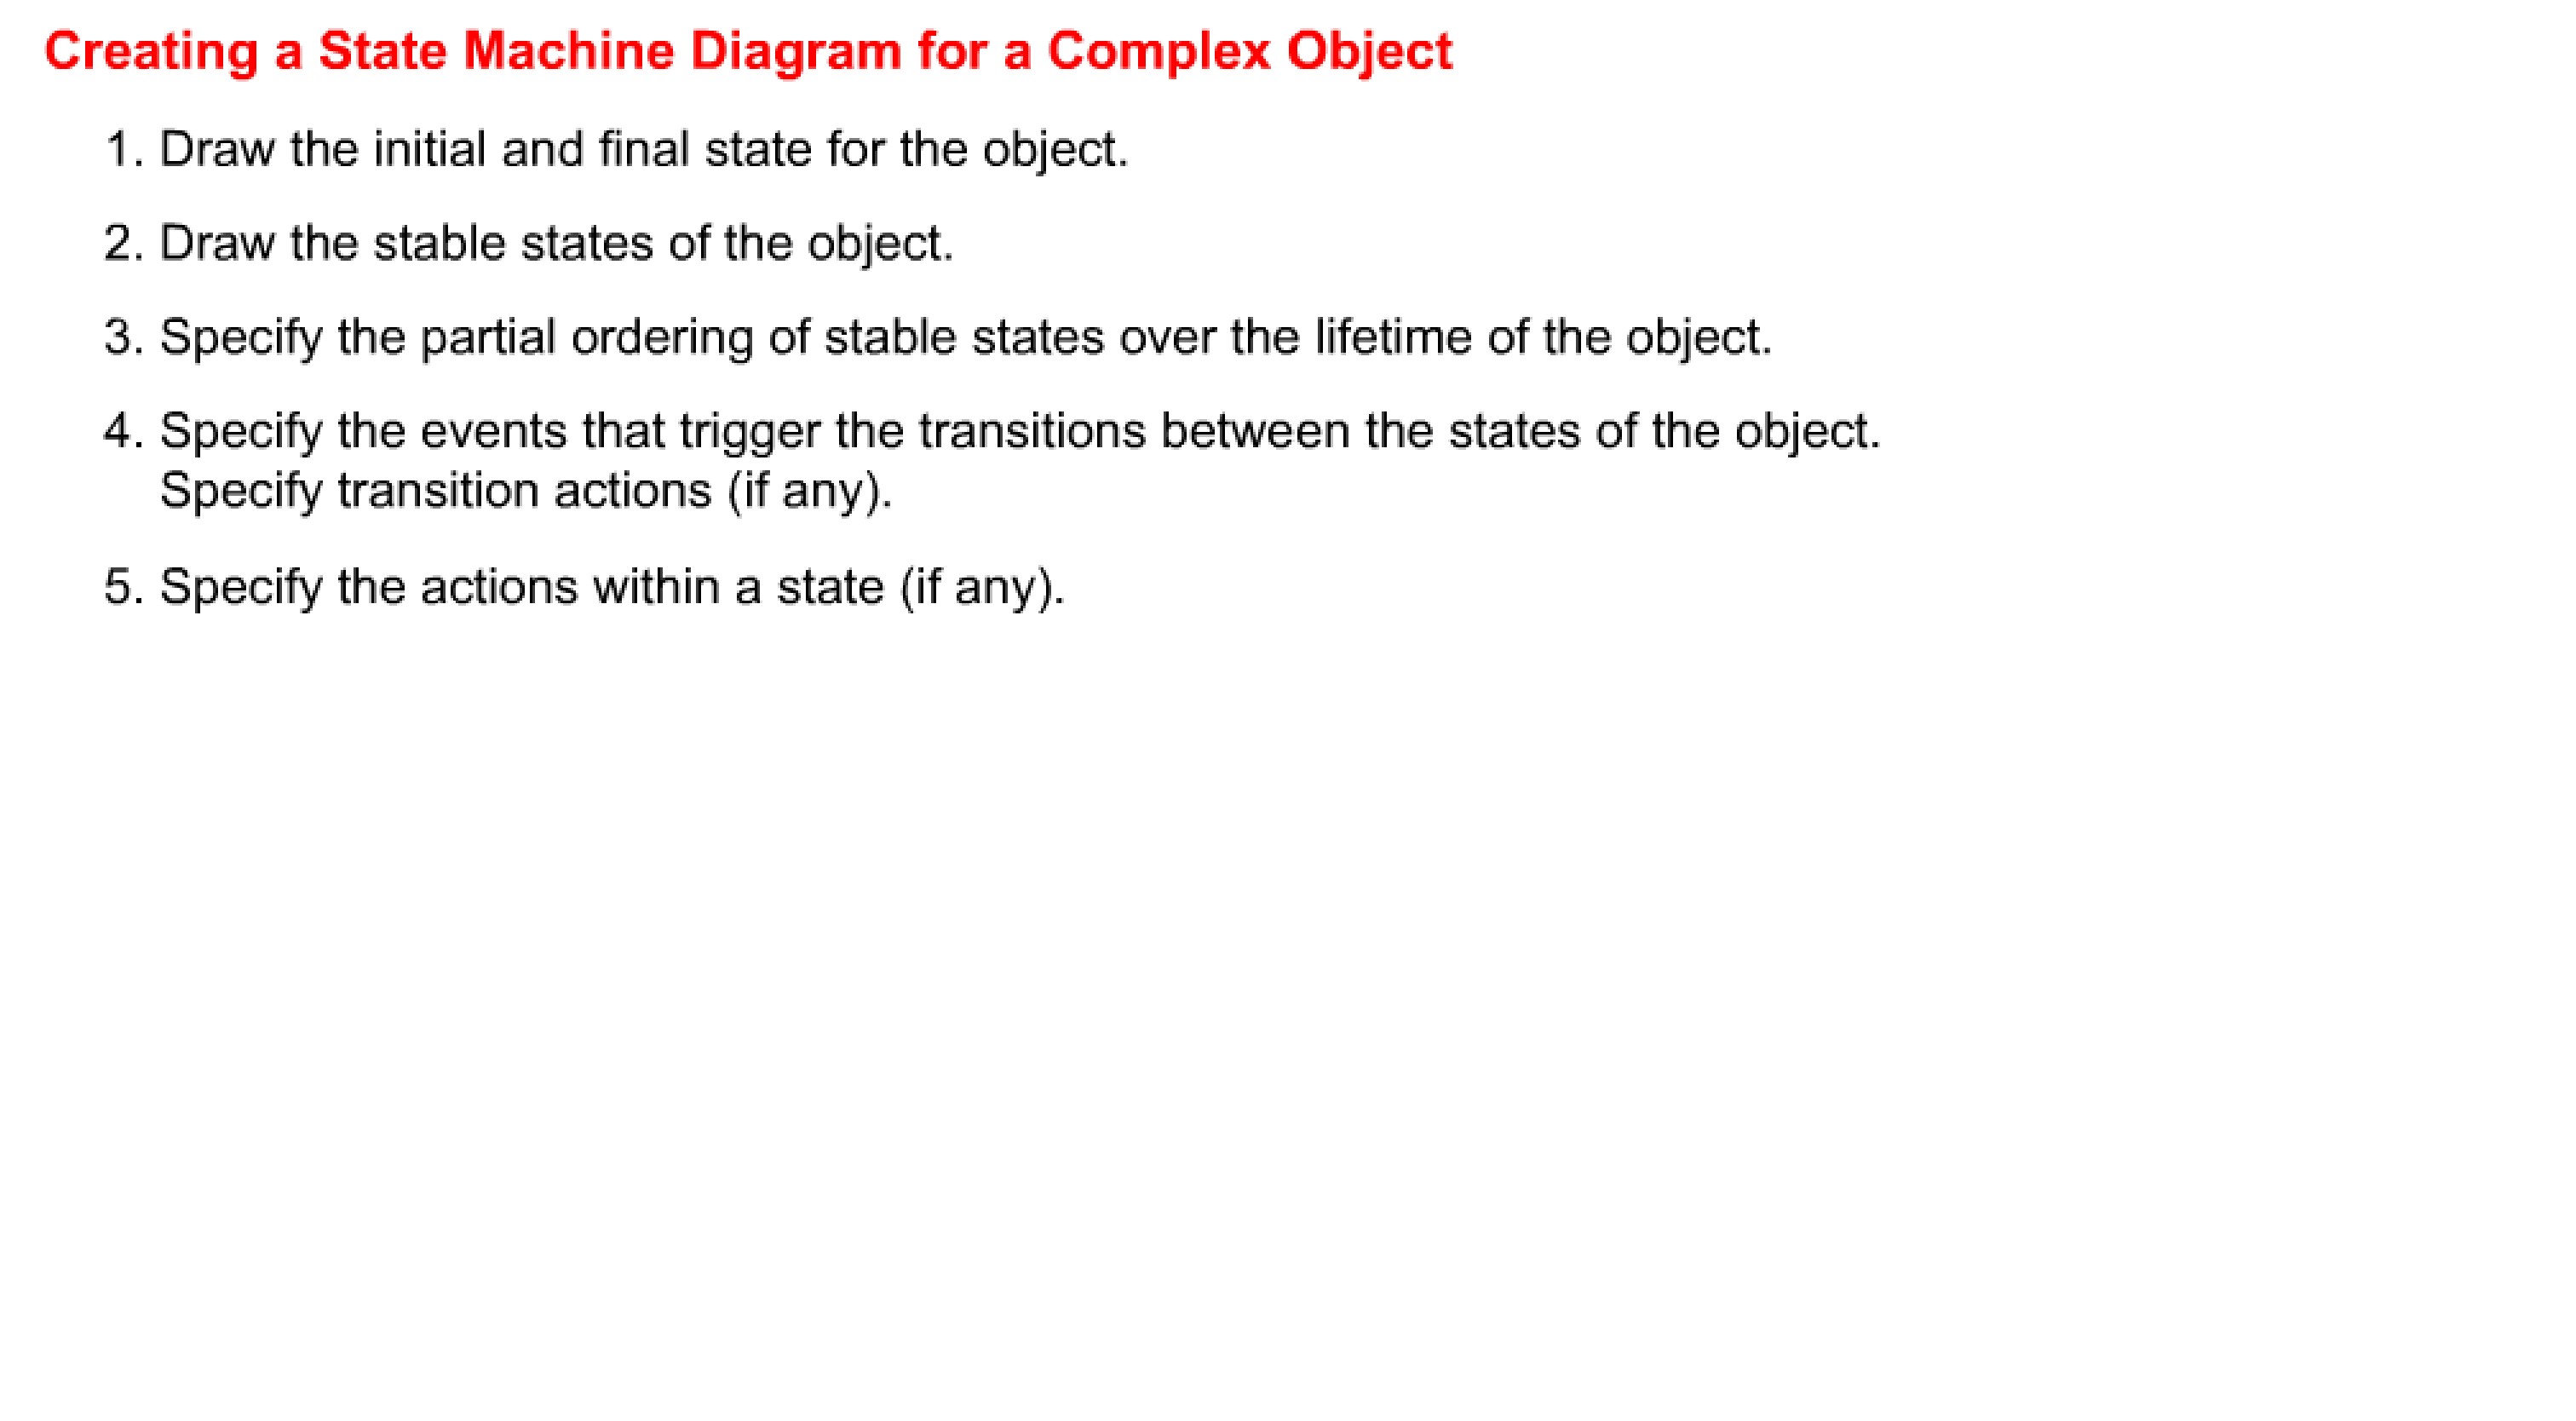 Creating a State Machine Diagram for a Complex Object
1. Draw the initial and final state for the object.
2. Draw the stable states of the object.
3. Specify the partial ordering of stable states over the lifetime of the object.
4. Specify the events that trigger the transitions between the states of the object.
Specify transition actions (if any).
5. Specify the actions within a state (if any).